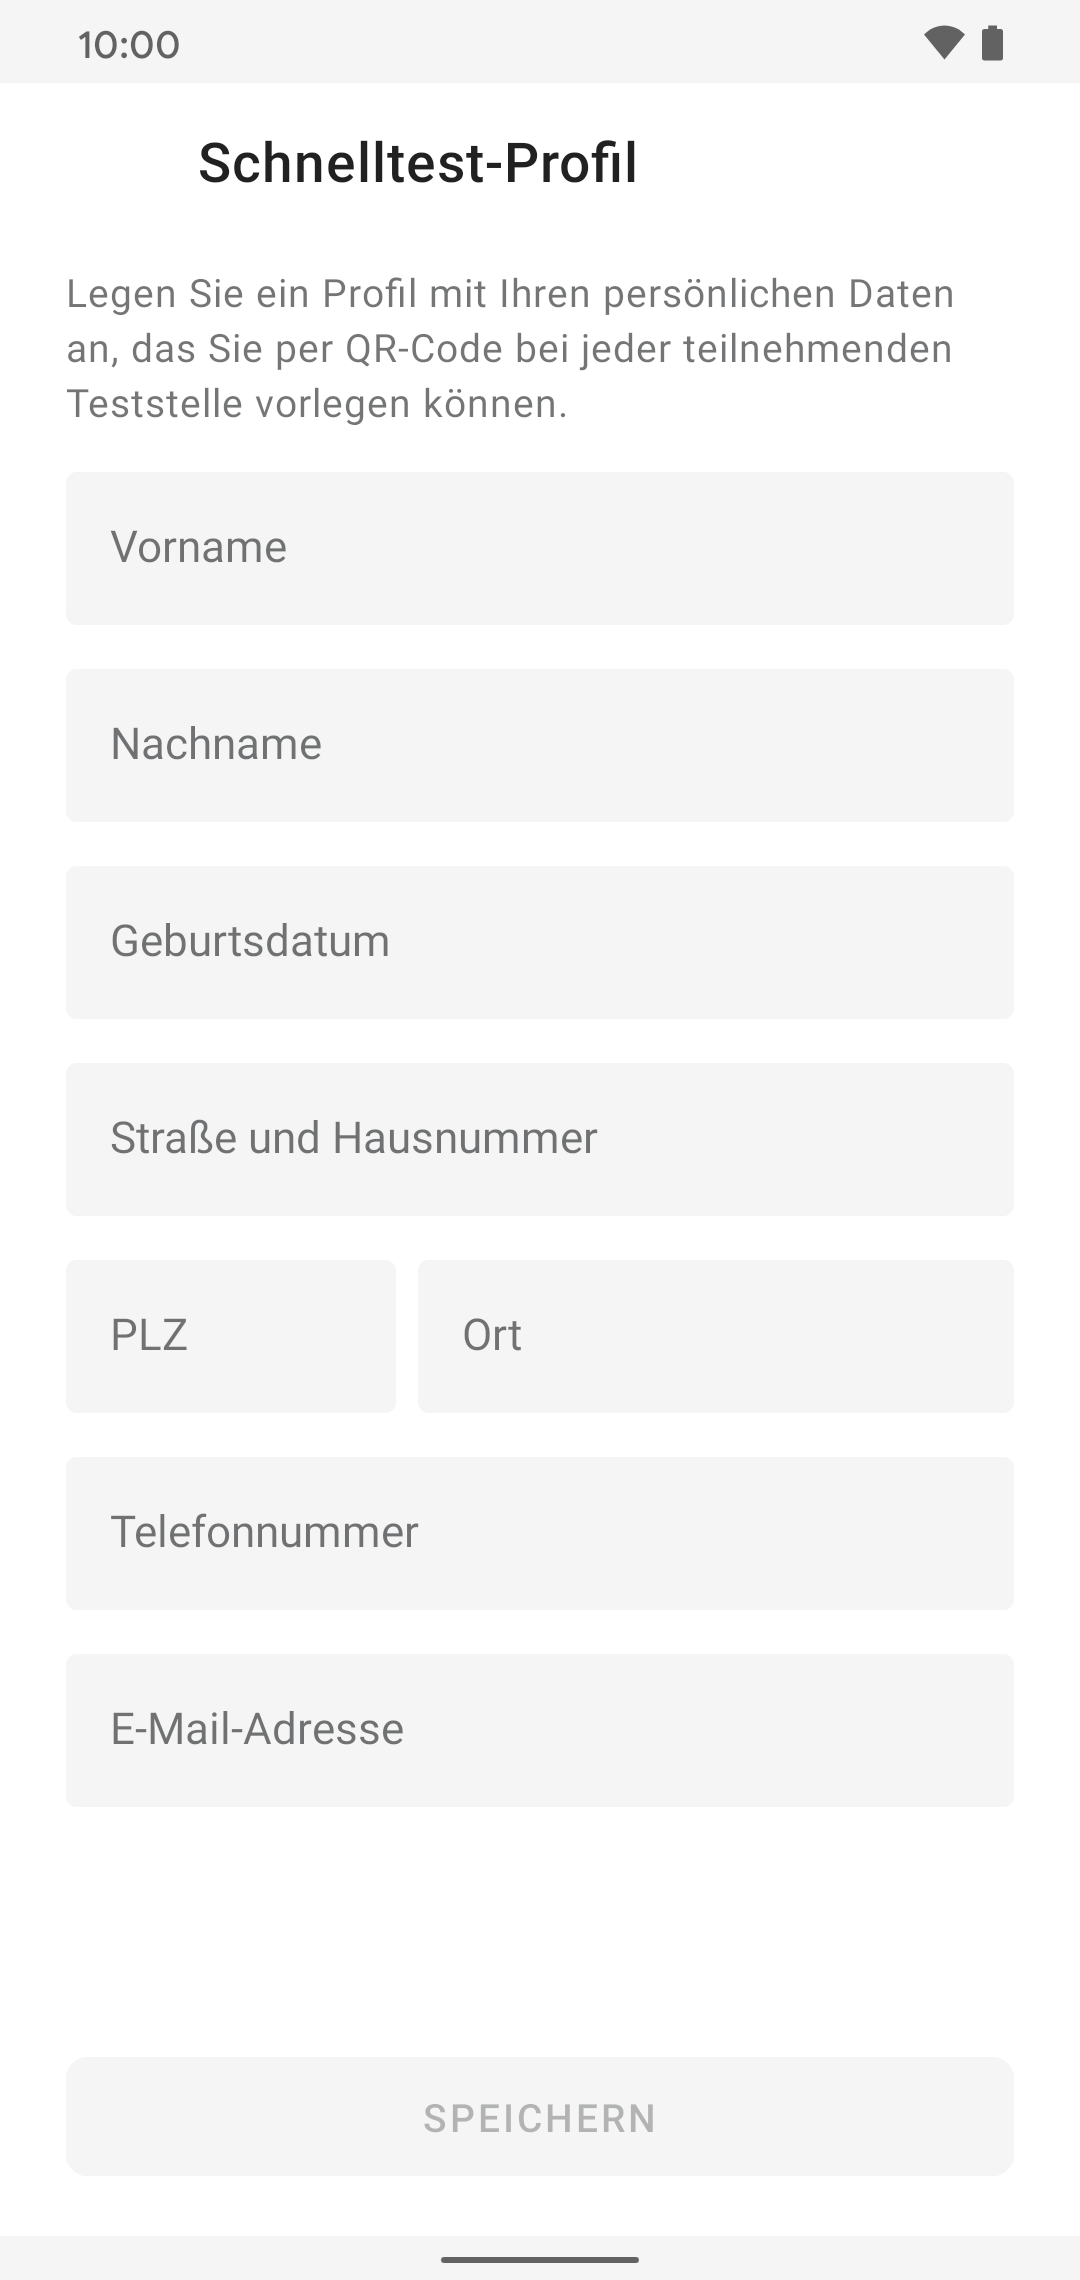 10:00
Schnelltest-Profil
Legen Sie ein Profil mit Ihren persönlichen Daten
an, das Sie per QR-Code bei jeder teilnehmenden
Teststelle vorlegen können.
Vorname
Nachname
Geburtsdatum
Straße und Hausnummer
PLZ Ort
Telefonnummer
E-Mail-Adresse
SPEICHERN